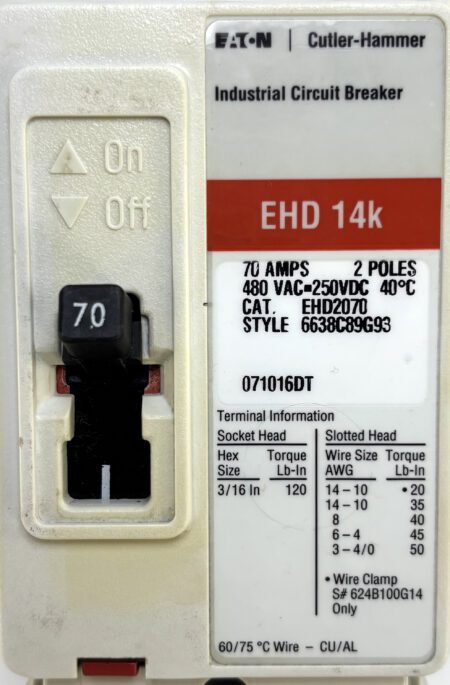 EATON | Cutler-Hammer
Industrial Circuit Breaker
EHD 14k
On
Off
70
70 AMPS 2 POLES
480 VAC=250VDC 40°C
CAT. EHD2070
STYLE 6638C89G93
071016DT
Terminal Information
Socket Head
Hex Torque
Size Lb-In
3/16 In 120
Slotted Head
Wire Size Torque
AWG Lb-In
14-10 •20
14-10 35
8 40
6-4 45
3-4/0 50
• Wire Clamp
S# 624B100G14
Only
60/75 °C Wire – CU/AL